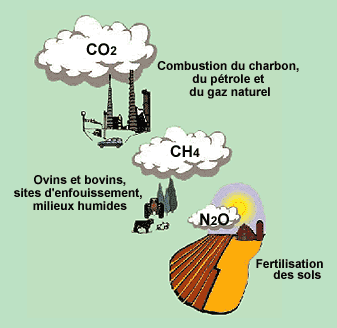 CO2
Combustion du charbon,
du pétrole et
du gaz naturel
CH4
Ovins et bovins,
sites d'enfouissement,
milieux humides
N2O
Fertilisation
des sols